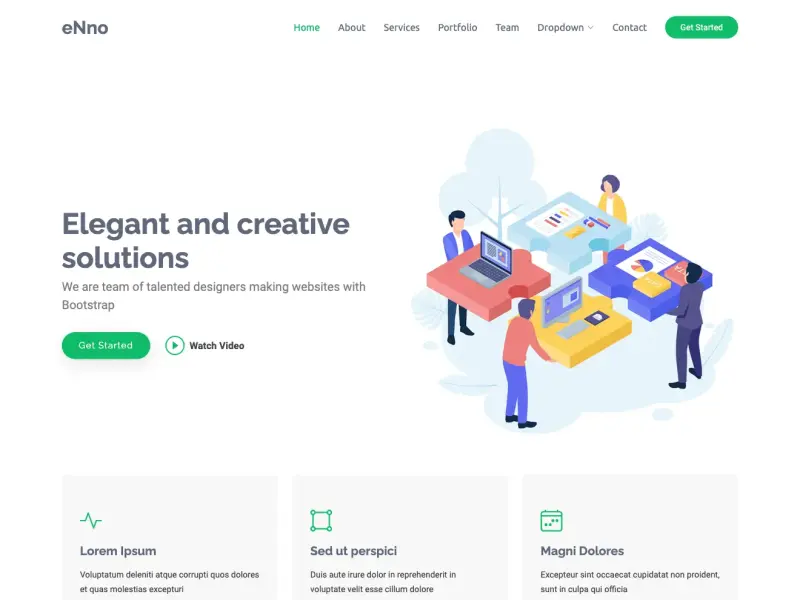 eNno
Home About Services Portfolio Team Dropdown Contact Get Started
Elegant and creative
solutions
We are team of talented designers making websites with
Bootstrap
Get Started Watch Video
Lorem Ipsum
Voluptatum deleniti atque corrupti quos dolores
et quas molestias excepturi
Sed ut perspici
Duis aute irure dolor in reprehenderit in
voluptate velit esse cillum dolore
Magni Dolores
Excepteur sint occaecat cupidatat non proident,
sunt in culpa qui officia